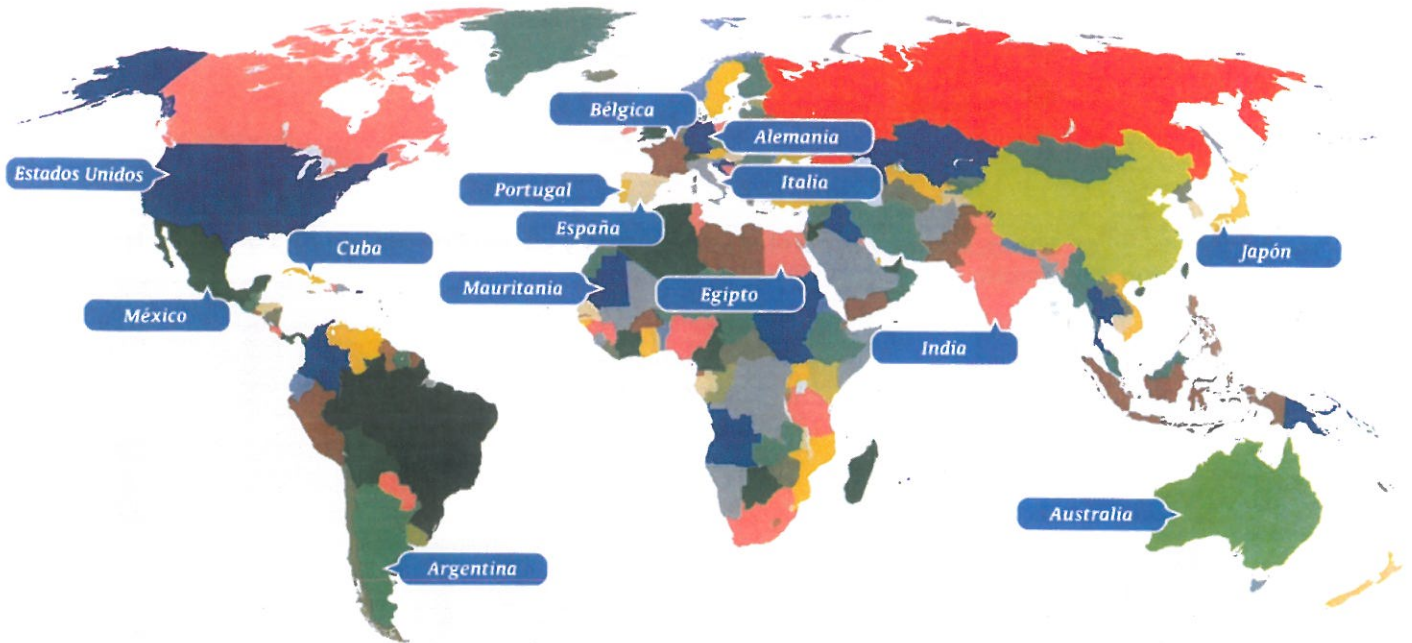 Bélgica
Alemania
Estados Unidos
Italia
Portugal
España
Cuba
Japón
Mauritania
Egipto
México
India
Australia
Argentina